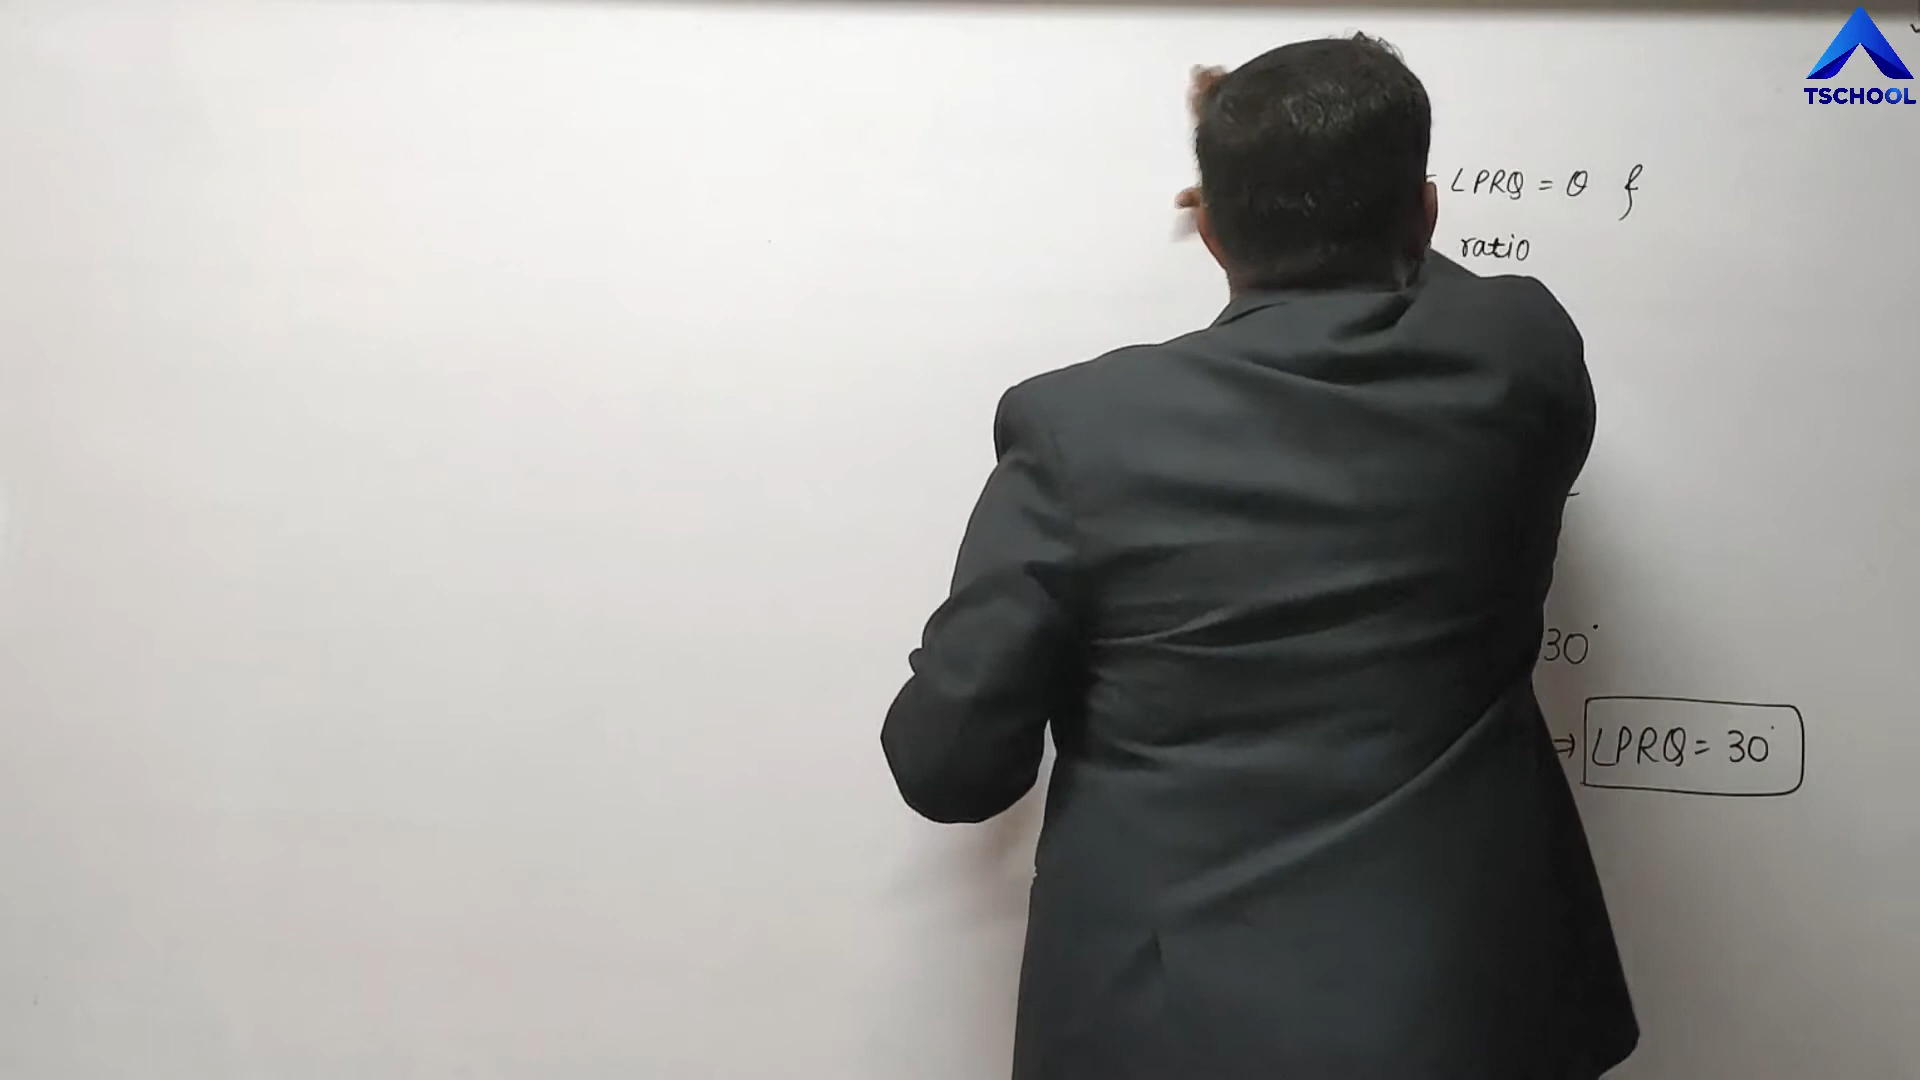 TSCHOOL
∠PRQ = θ &
ratio
30°
⇒ ∠PRQ = 30°